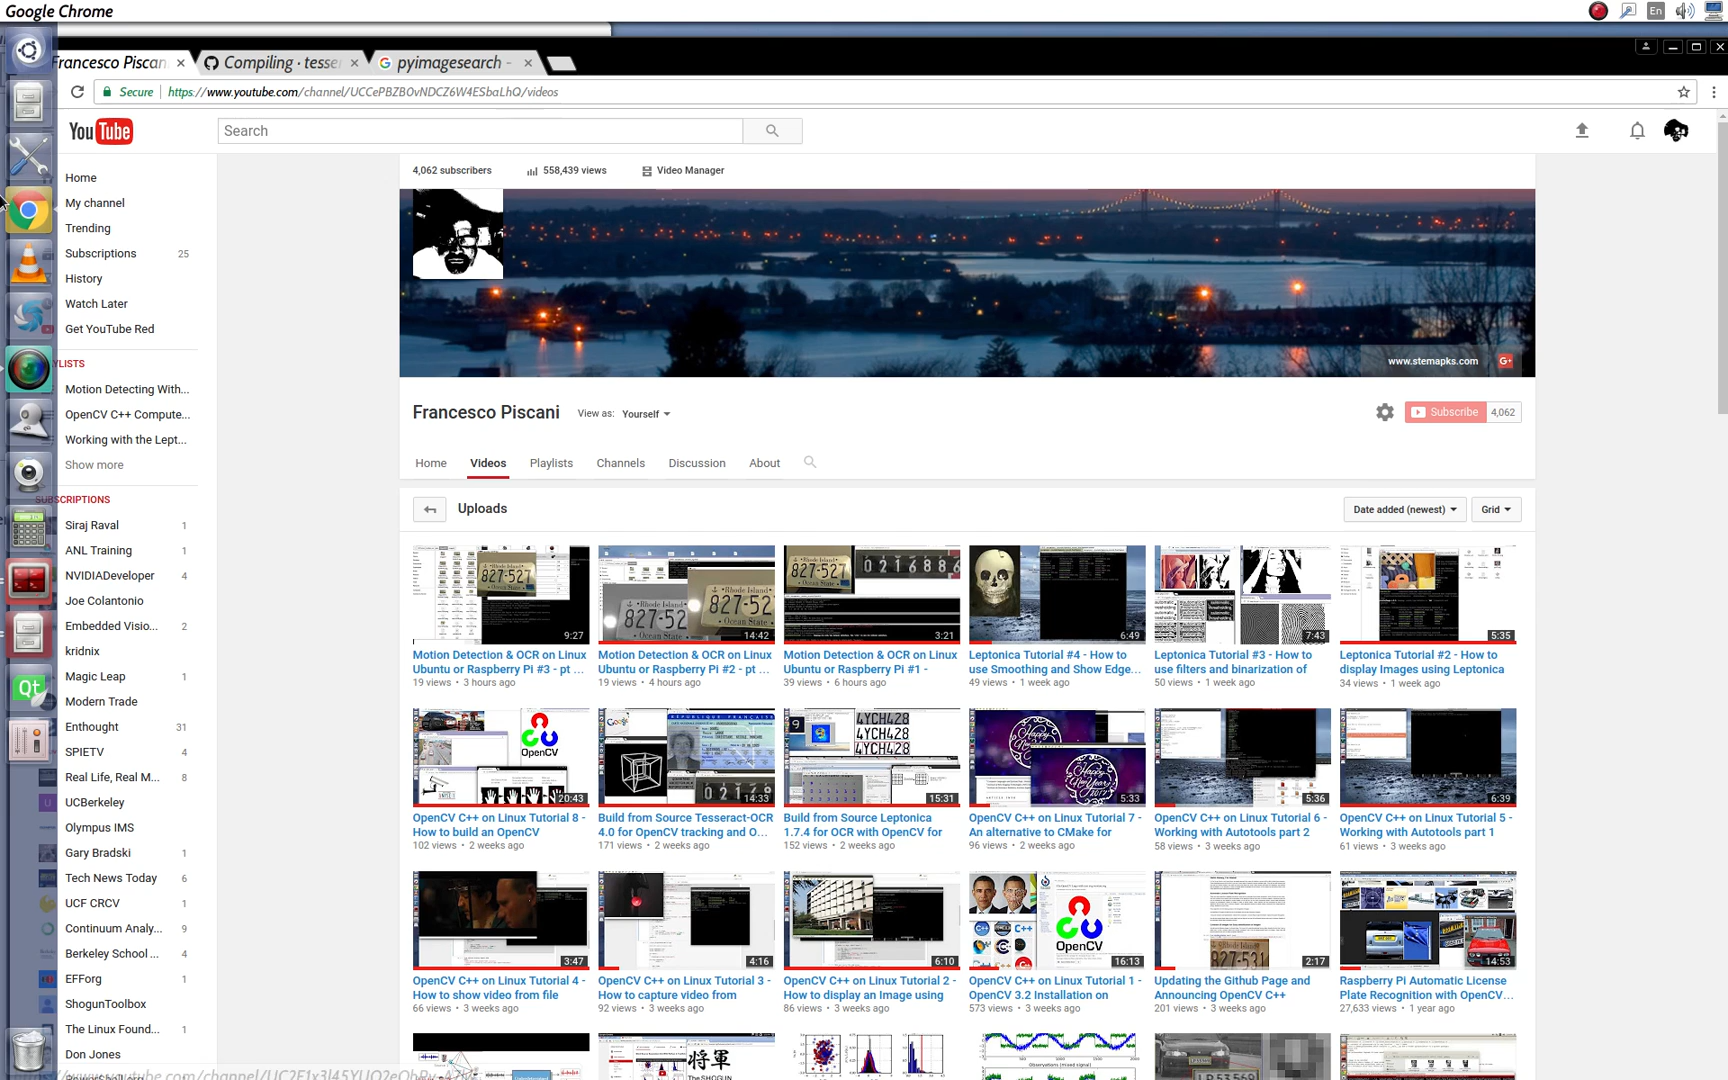 Google Chrome
En
Francesco Piscan
Compiling · tesse
pyimagesearch -
Secure
https://www.youtube.com/channel/UCCePBZBOvNDCZ6W4ESbaLhQ/videos
YouTube
Search
4,062 subscribers
558,439 views
Video Manager
Home
My channel
Trending
Subscriptions 25
History
Watch Later
Get YouTube Red
YLISTS
Motion Detecting With...
OpenCV C++ Compute...
Working with the Lept...
Show more
SUBSCRIPTIONS
Siraj Raval 1
ANL Training 1
NVIDIADeveloper 4
Joe Colantonio
Embedded Visio... 2
kridnix
Magic Leap 1
Modern Trade
Enthought 31
SPIETV 4
Real Life, Real M... 8
UCBerkeley
Olympus IMS
Gary Bradski 1
Tech News Today 6
UCF CRCV 1
Continuum Analy... 9
Berkeley School ... 4
EFForg 1
ShogunToolbox
The Linux Found... 1
Don Jones
www.stemapks.com
G+
Francesco Piscani
View as: Yourself
Subscribe 4,062
Home
Videos
Playlists
Channels
Discussion
About
Uploads
Date added (newest)
Grid
827-527
9:27
Motion Detection & OCR on Linux
Ubuntu or Raspberry Pi #3 - pt ...
19 views • 3 hours ago
14:42
Motion Detection & OCR on Linux
Ubuntu or Raspberry Pi #2 - pt ...
19 views • 4 hours ago
3:21
Motion Detection & OCR on Linux
Ubuntu or Raspberry Pi #1 -
39 views • 6 hours ago
6:49
Leptonica Tutorial #4 - How to
use Smoothing and Show Edge...
49 views • 1 week ago
7:43
Leptonica Tutorial #3 - How to
use filters and binarization of
50 views • 1 week ago
5:35
Leptonica Tutorial #2 - How to
display Images using Leptonica
34 views • 1 week ago
OpenCV
20:43
OpenCV C++ on Linux Tutorial 8 -
How to build an OpenCV
102 views • 2 weeks ago
14:33
Build from Source Tesseract-OCR
4.0 for OpenCV tracking and O...
171 views • 2 weeks ago
4YCH428
4YCH428
4YCH428
15:31
Build from Source Leptonica
1.7.4 for OCR with OpenCV for
152 views • 2 weeks ago
5:33
OpenCV C++ on Linux Tutorial 7 -
An alternative to CMake for
96 views • 2 weeks ago
5:36
OpenCV C++ on Linux Tutorial 6 -
Working with Autotools part 2
58 views • 3 weeks ago
6:39
OpenCV C++ on Linux Tutorial 5 -
Working with Autotools part 1
61 views • 3 weeks ago
3:47
OpenCV C++ on Linux Tutorial 4 -
How to show video from file
66 views • 3 weeks ago
4:16
OpenCV C++ on Linux Tutorial 3 -
How to capture video from
92 views • 3 weeks ago
6:10
OpenCV C++ on Linux Tutorial 2 -
How to display an Image using
86 views • 3 weeks ago
OpenCV
16:13
OpenCV C++ on Linux Tutorial 1 -
OpenCV 3.2 Installation on
573 views • 3 weeks ago
827-531
2:17
Updating the Github Page and
Announcing OpenCV C++
201 views • 3 weeks ago
14:53
Raspberry Pi Automatic License
Plate Recognition with OpenCV...
27,633 views • 1 year ago
将軍